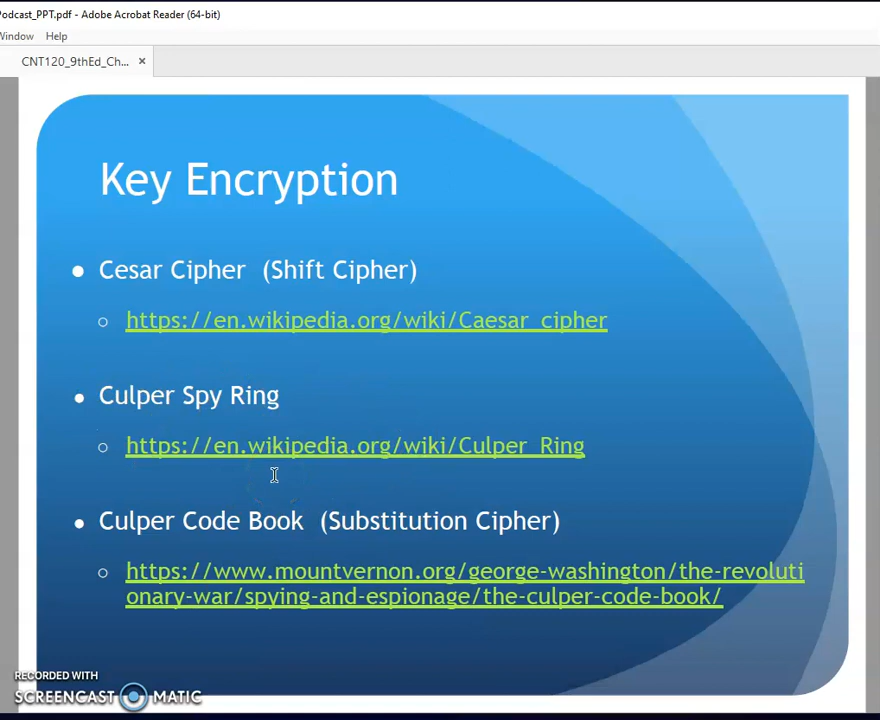 Podcast_PPT.pdf - Adobe Acrobat Reader (64-bit)
Window Help
CNT120_9thEd_Ch... ×
Key Encryption
● Cesar Cipher (Shift Cipher)
○ https://en.wikipedia.org/wiki/Caesar_cipher
● Culper Spy Ring
○ https://en.wikipedia.org/wiki/Culper_Ring
● Culper Code Book (Substitution Cipher)
○ https://www.mountvernon.org/george-washington/the-revoluti
onary-war/spying-and-espionage/the-culper-code-book/
RECORDED WITH
SCREENCAST MATIC